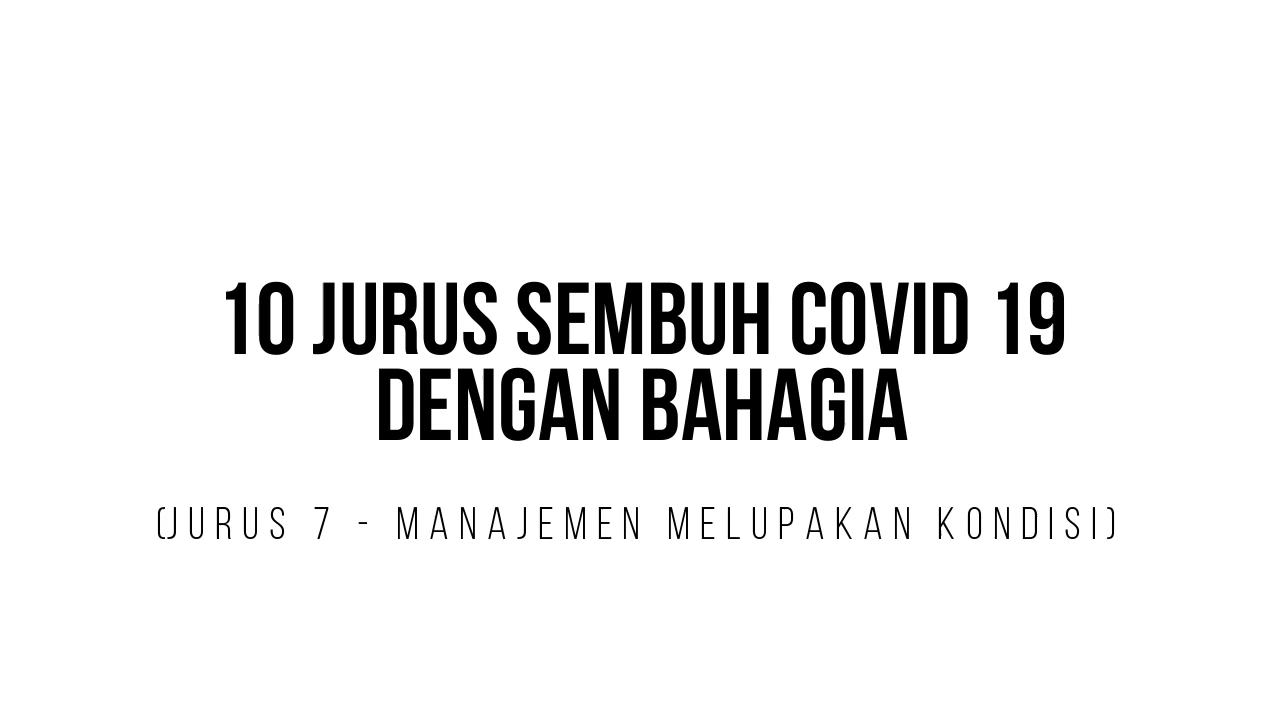 10 JURUS SEMBUH COVID 19
DENGAN BAHAGIA
(JURUS 7 - MANAJEMEN MELUPAKAN KONDISI)